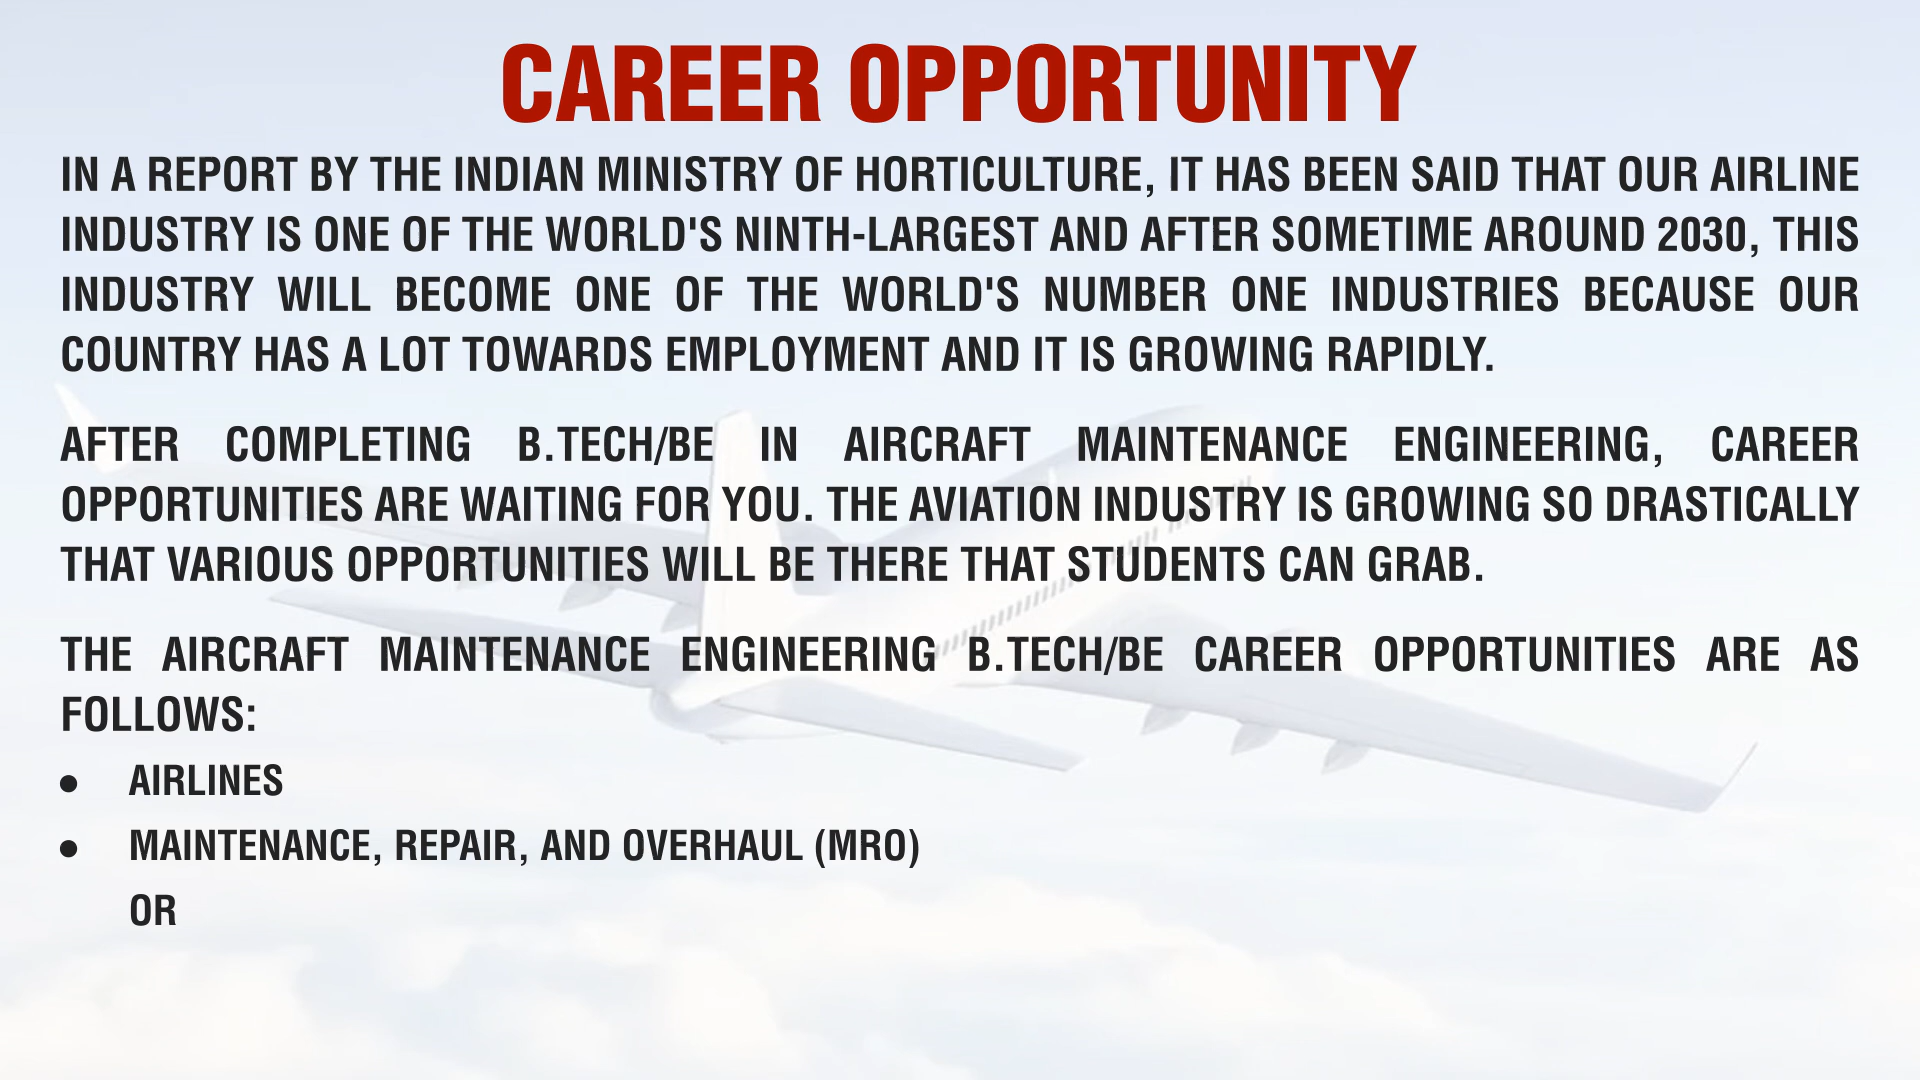 CAREER OPPORTUNITY
IN A REPORT BY THE INDIAN MINISTRY OF HORTICULTURE, IT HAS BEEN SAID THAT OUR AIRLINE
INDUSTRY IS ONE OF THE WORLD'S NINTH-LARGEST AND AFTER SOMETIME AROUND 2030, THIS
INDUSTRY WILL BECOME ONE OF THE WORLD'S NUMBER ONE INDUSTRIES BECAUSE OUR
COUNTRY HAS A LOT TOWARDS EMPLOYMENT AND IT IS GROWING RAPIDLY.
AFTER COMPLETING B.TECH/BE IN AIRCRAFT MAINTENANCE ENGINEERING, CAREER
OPPORTUNITIES ARE WAITING FOR YOU. THE AVIATION INDUSTRY IS GROWING SO DRASTICALLY
THAT VARIOUS OPPORTUNITIES WILL BE THERE THAT STUDENTS CAN GRAB.
THE AIRCRAFT MAINTENANCE ENGINEERING B.TECH/BE CAREER OPPORTUNITIES ARE AS
FOLLOWS:
● AIRLINES
● MAINTENANCE, REPAIR, AND OVERHAUL (MRO)
OR